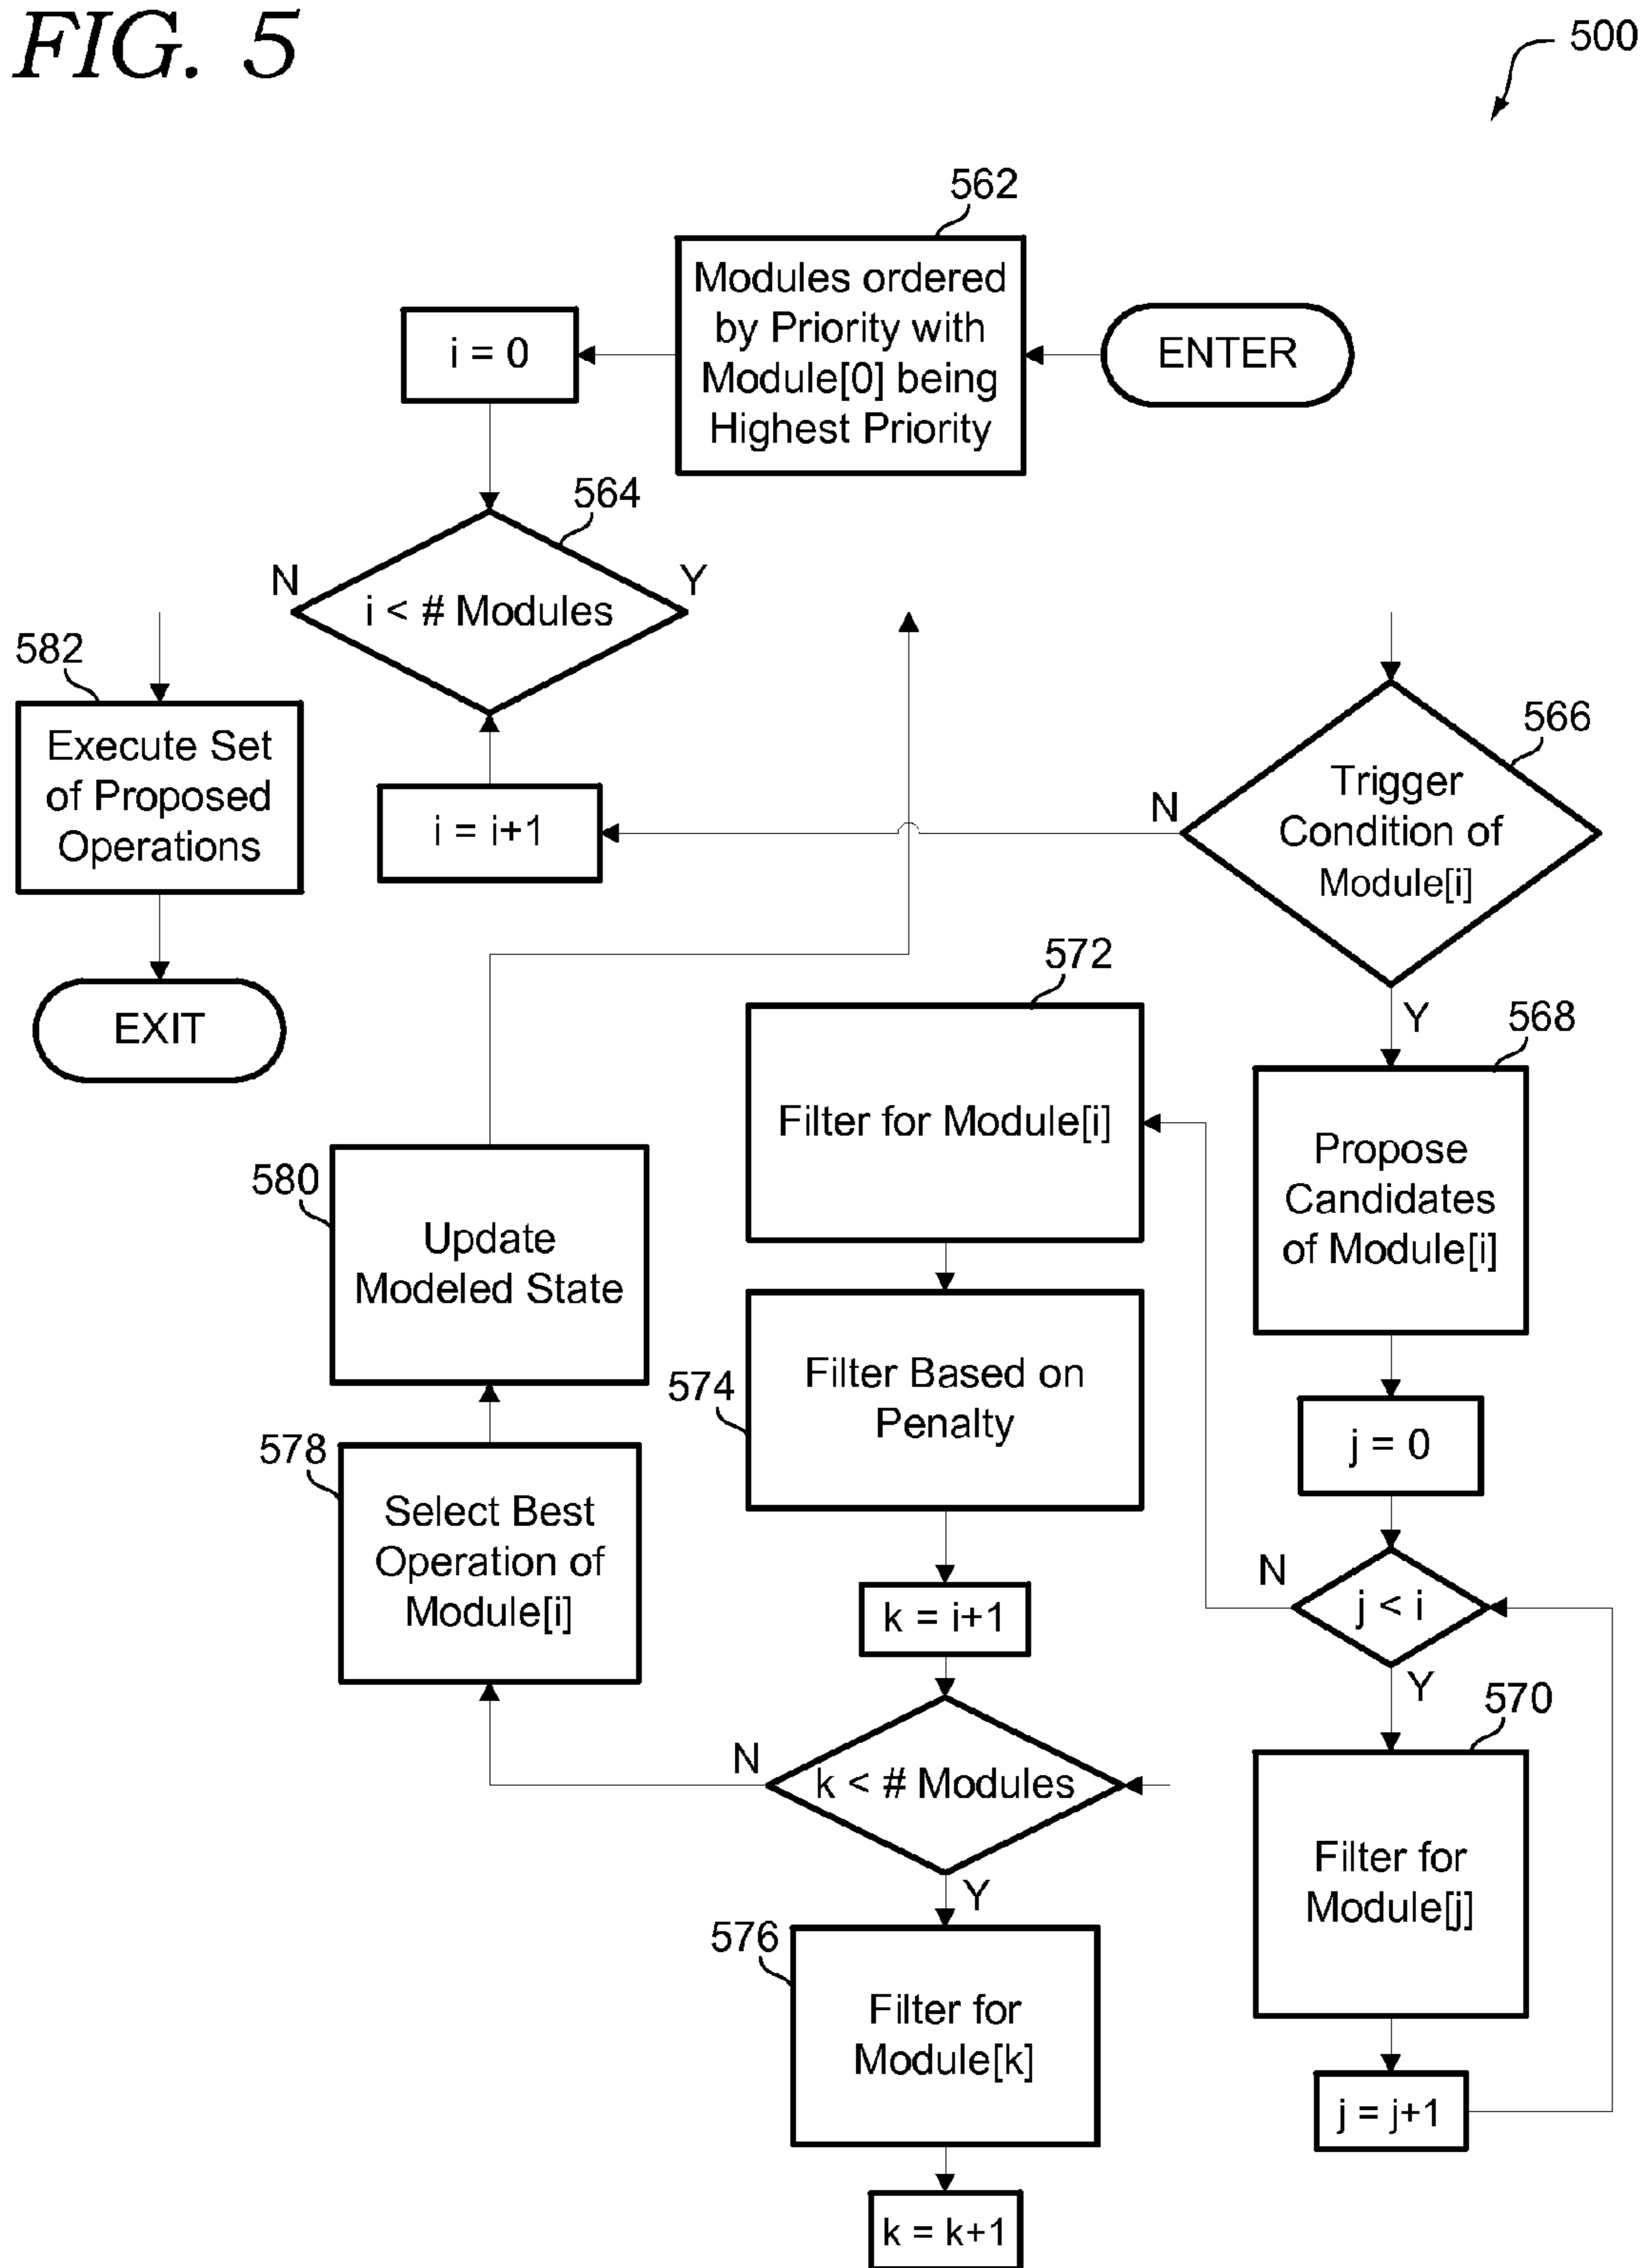 FIG. 5
500
562
Modules ordered
by Priority with
Module[0] being
Highest Priority
ENTER
i = 0
564
N
Y
i < # Modules
582
Execute Set
of Proposed
Operations
EXIT
i = i+1
566
N
Trigger
Condition of
Module[i]
Y
568
Propose
Candidates
of Module[i]
572
Filter for Module[i]
580
Update
Modeled State
574
Filter Based on
Penalty
j = 0
578
Select Best
Operation of
Module[i]
k = i+1
N
j < i
Y
570
Filter for
Module[j]
j = j+1
N
k < # Modules
Y
576
Filter for
Module[k]
k = k+1